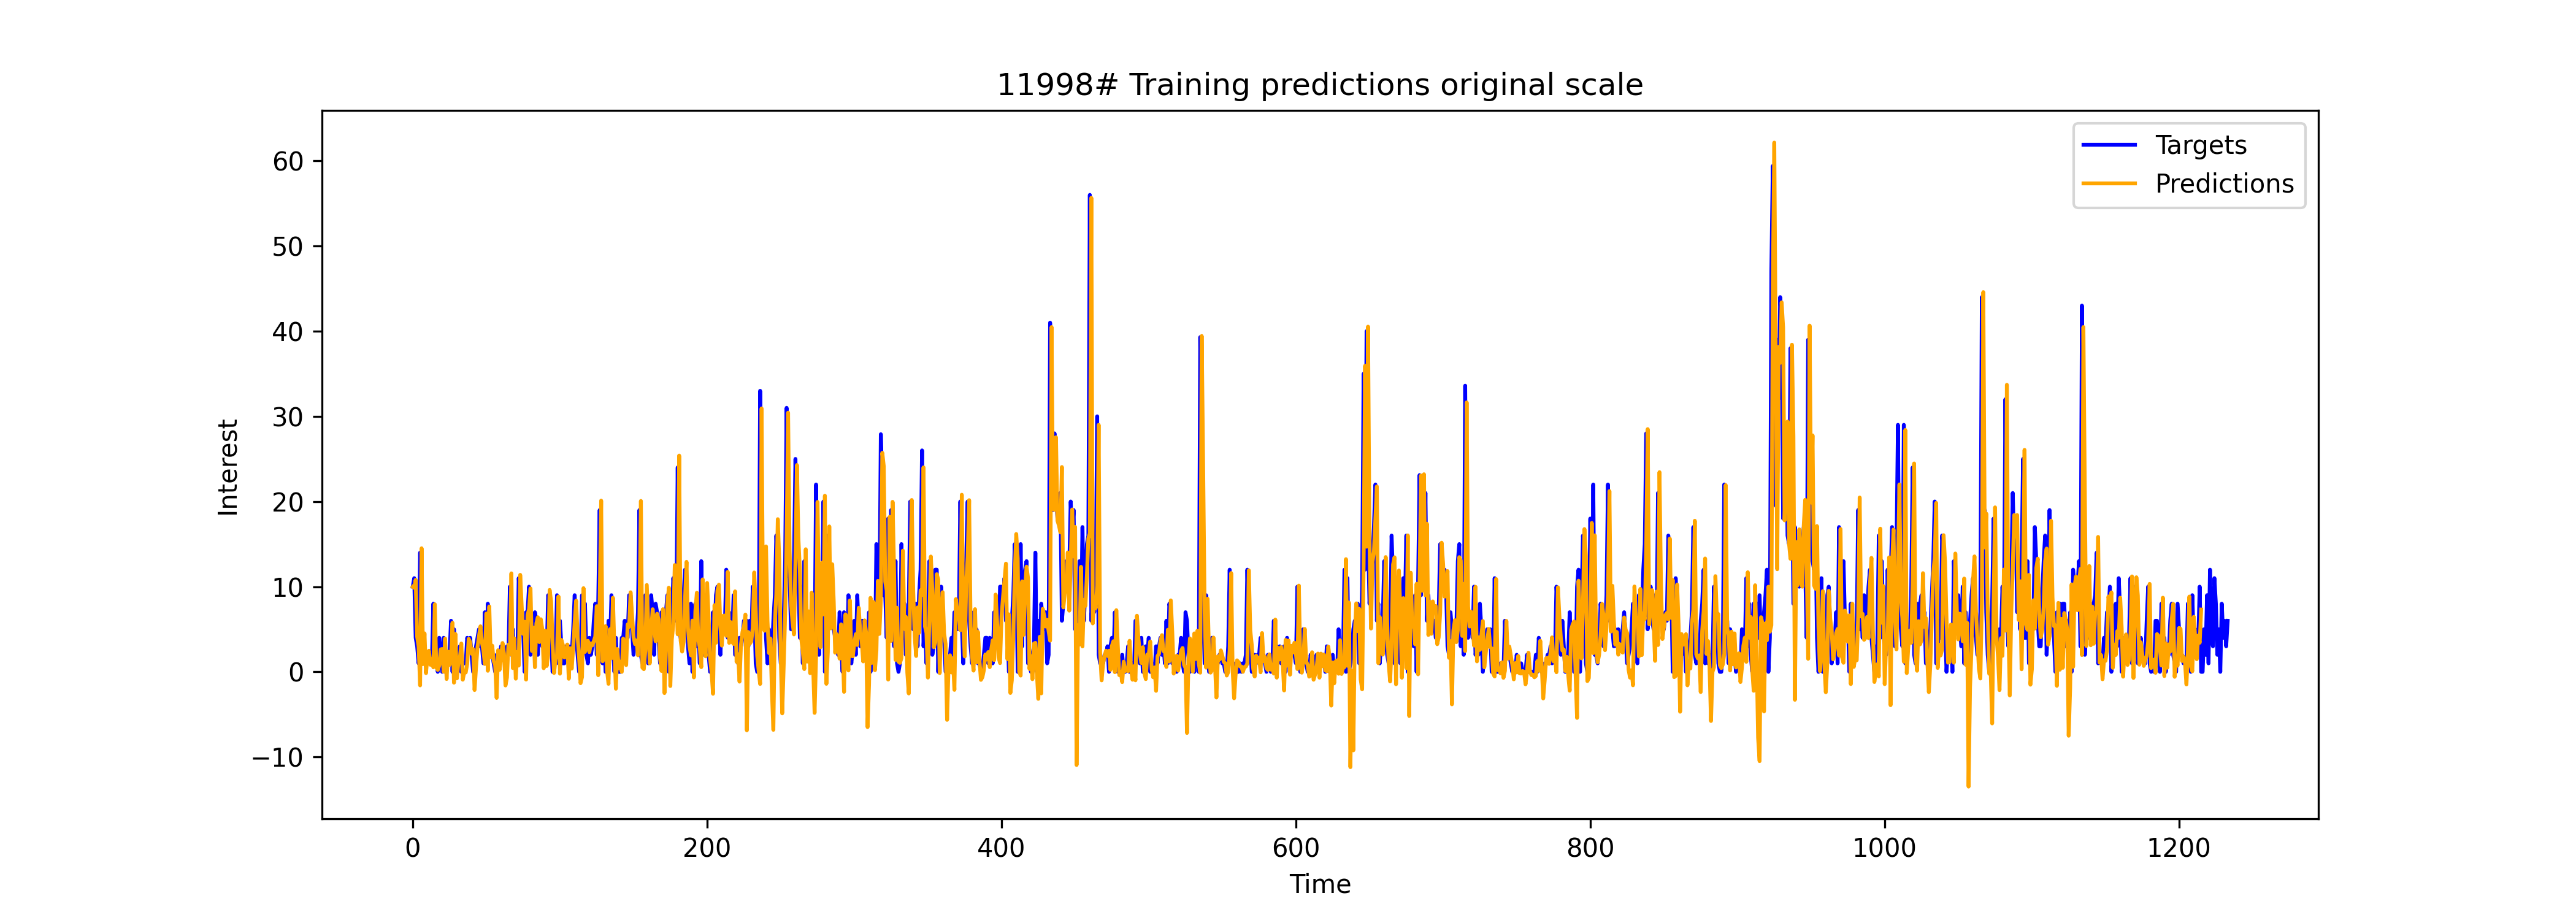 11998# Training predictions original scale
Targets
Predictions
60
50
40
30
20
10
0
−10
Interest
0 200 400 600 800 1000 1200
Time